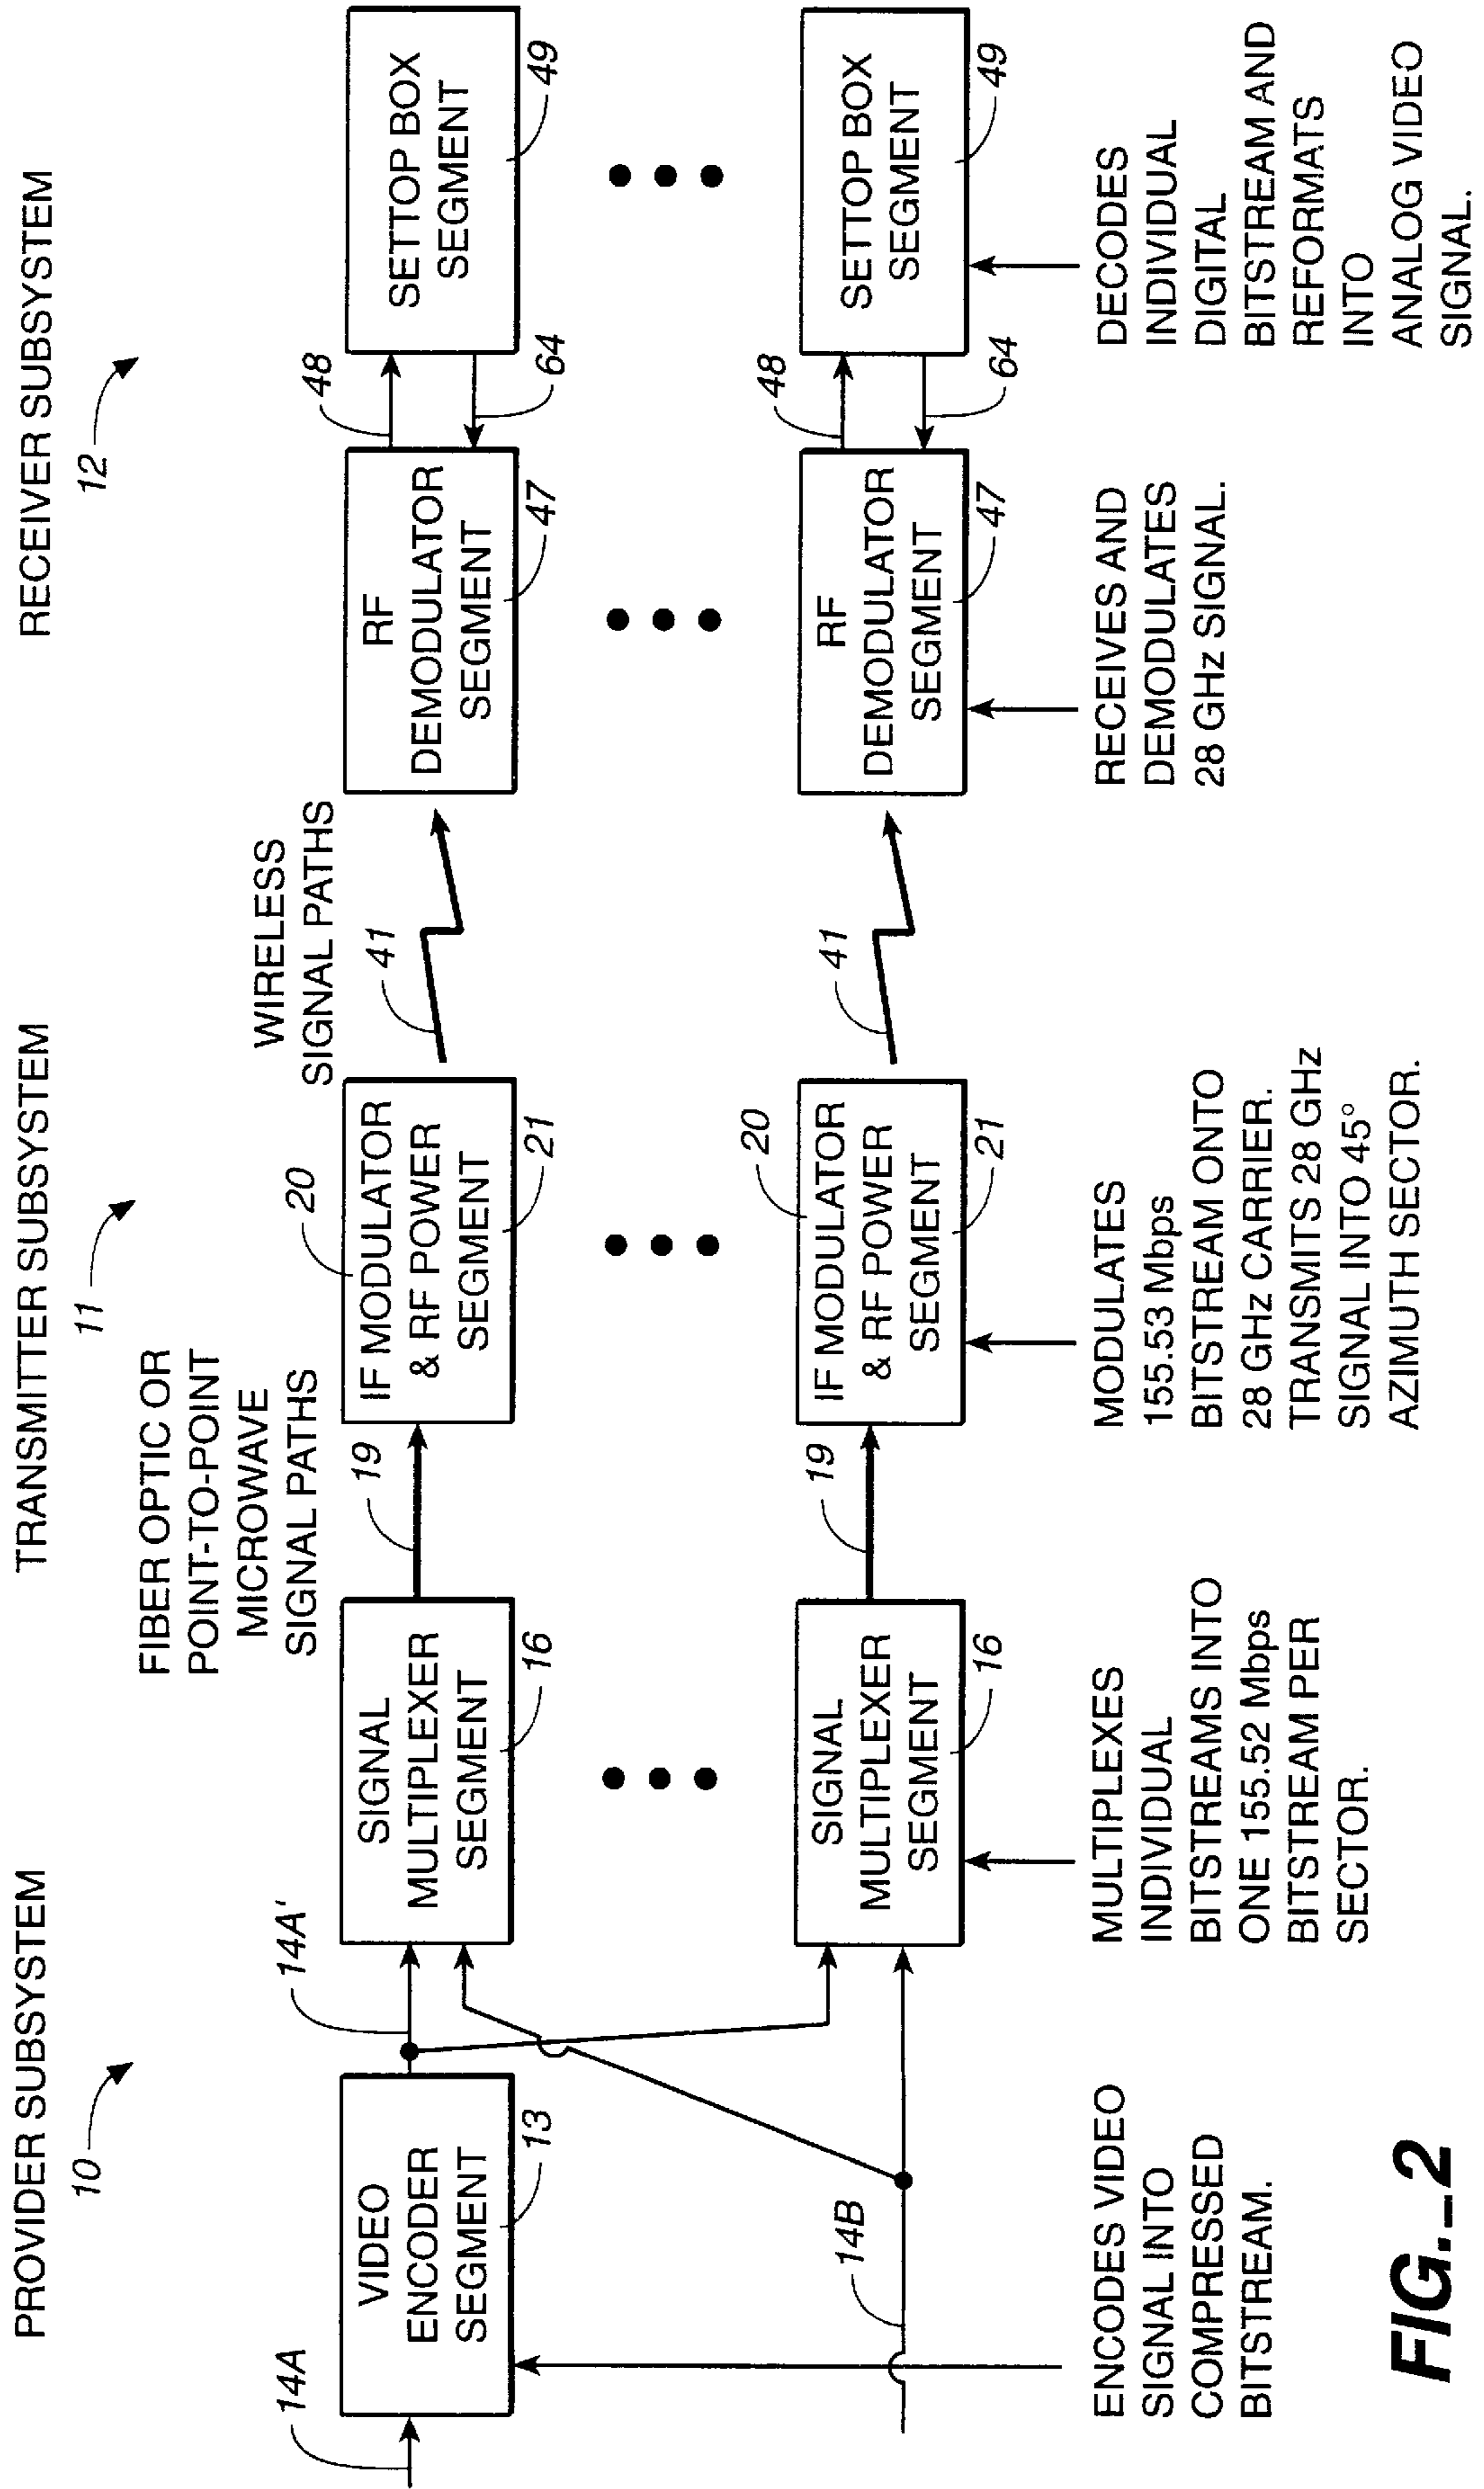 PROVIDER SUBSYSTEM
10
TRANSMITTER SUBSYSTEM
11
RECEIVER SUBSYSTEM
12
FIBER OPTIC OR
POINT-TO-POINT
MICROWAVE
SIGNAL PATHS
WIRELESS
SIGNAL PATHS
14A
VIDEO
ENCODER
SEGMENT
13
14A'
SIGNAL
MULTIPLEXER
SEGMENT
16
19
20
IF MODULATOR
& RF POWER
SEGMENT
21
41
RF
DEMODULATOR
SEGMENT
47
48
64
SETTOP BOX
SEGMENT
49
14B
SIGNAL
MULTIPLEXER
SEGMENT
16
19
20
IF MODULATOR
& RF POWER
SEGMENT
21
41
RF
DEMODULATOR
SEGMENT
47
48
64
SETTOP BOX
SEGMENT
49
ENCODES VIDEO
SIGNAL INTO
COMPRESSED
BITSTREAM.
MULTIPLEXES
INDIVIDUAL
BITSTREAMS INTO
ONE 155.52 Mbps
BITSTREAM PER
SECTOR.
MODULATES
155.53 Mbps
BITSTREAM ONTO
28 GHz CARRIER.
TRANSMITS 28 GHz
SIGNAL INTO 45°
AZIMUTH SECTOR.
RECEIVES AND
DEMODULATES
28 GHz SIGNAL.
DECODES
INDIVIDUAL
DIGITAL
BITSTREAM AND
REFORMATS
INTO
ANALOG VIDEO
SIGNAL.
FIG._2